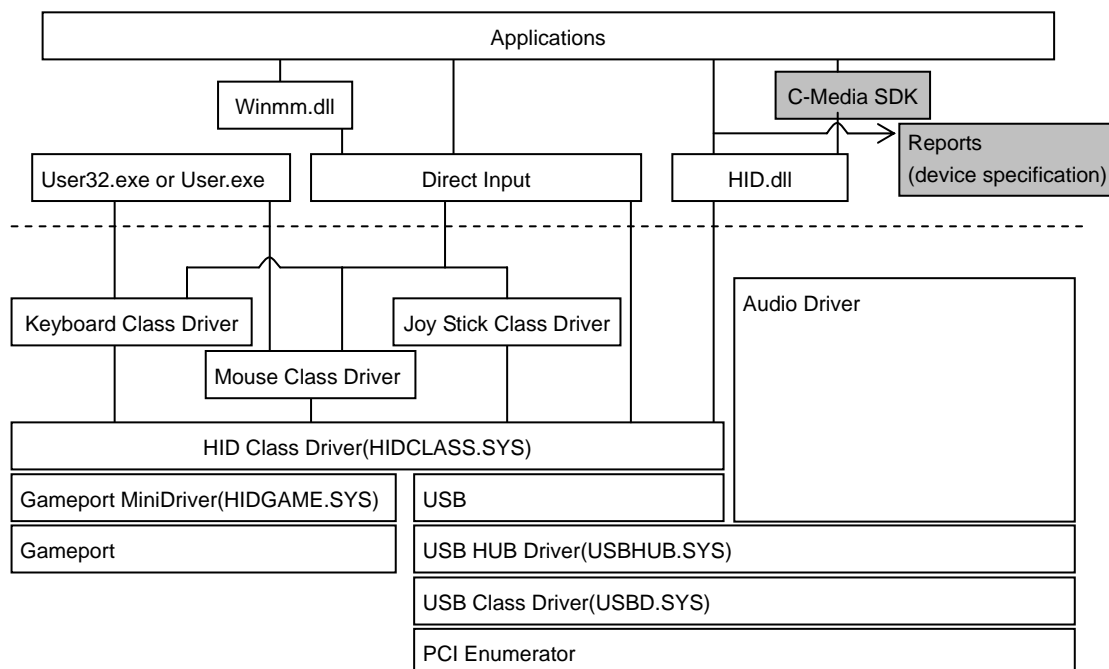 Applications
Winmm.dll
C-Media SDK
Reports
(device specification)
User32.exe or User.exe
Direct Input
HID.dll
Audio Driver
Keyboard Class Driver
Joy Stick Class Driver
Mouse Class Driver
HID Class Driver(HIDCLASS.SYS)
Gameport MiniDriver(HIDGAME.SYS)
USB
Gameport
USB HUB Driver(USBHUB.SYS)
USB Class Driver(USBD.SYS)
PCI Enumerator